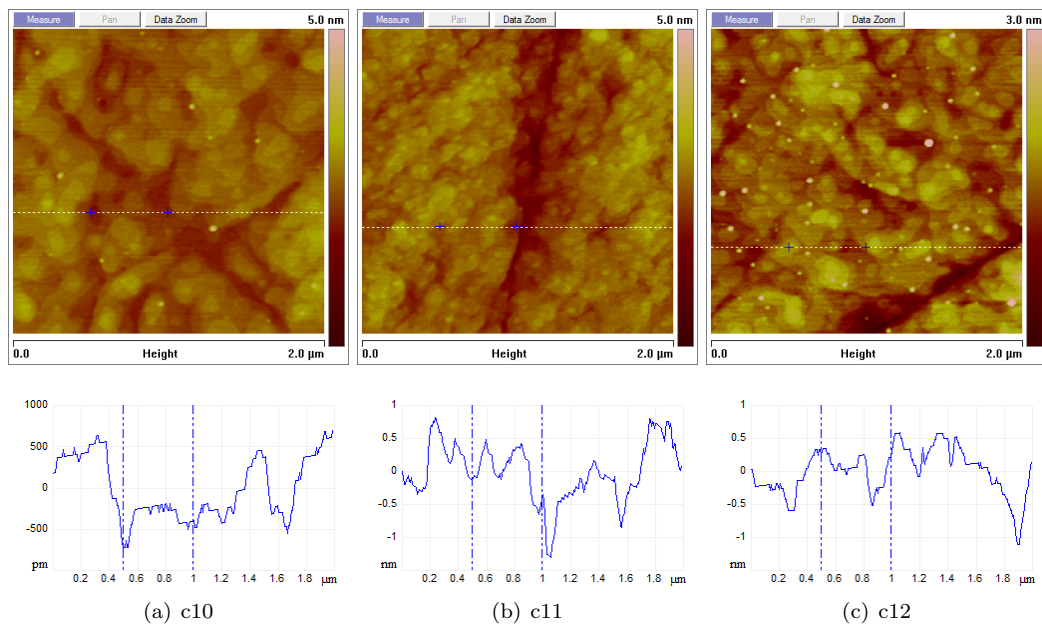 Measure Pan Data Zoom 5.0 nm
0.0 Height 2.0 µm
Measure Pan Data Zoom 5.0 nm
0.0 Height 2.0 µm
Measure Pan Data Zoom 3.0 nm
0.0 Height 2.0 µm
1000
500
0
-500
pm
0.2 0.4 0.6 0.8 1 1.2 1.4 1.6 1.8 µm
(a) c10
1
0.5
0
-0.5
-1
nm
0.2 0.4 0.6 0.8 1 1.2 1.4 1.6 1.8 µm
(b) c11
1
0.5
0
-0.5
-1
nm
0.2 0.4 0.6 0.8 1 1.2 1.4 1.6 1.8 µm
(c) c12